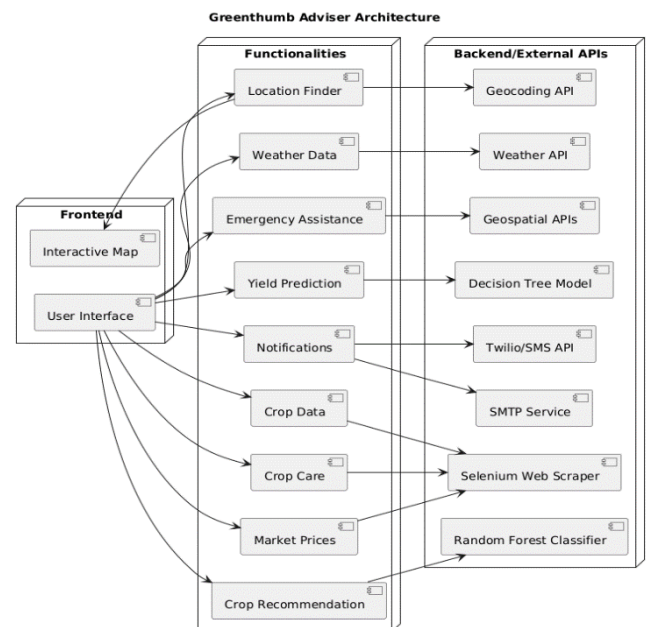 Greenthumb Adviser Architecture
Frontend
Interactive Map
User Interface
Functionalities
Location Finder
Weather Data
Emergency Assistance
Yield Prediction
Notifications
Crop Data
Crop Care
Market Prices
Crop Recommendation
Backend/External APIs
Geocoding API
Weather API
Geospatial APIs
Decision Tree Model
Twilio/SMS API
SMTP Service
Selenium Web Scraper
Random Forest Classifier